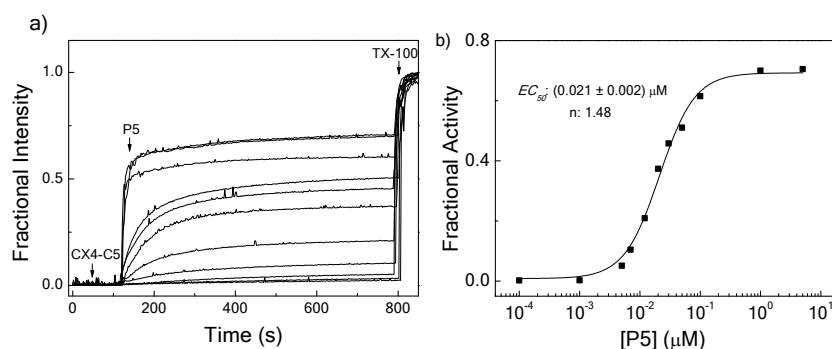 a)
TX-100
1.0
P5
Fractional Intensity
0.5
CX4-C5
0.0
0 200 400 600 800
Time (s)
b)
0.8
EC50: (0.021 ± 0.002) μM
n: 1.48
Fractional Activity
0.4
0.0
10⁻⁴ 10⁻³ 10⁻² 10⁻¹ 10⁰ 10¹
[P5] (μM)